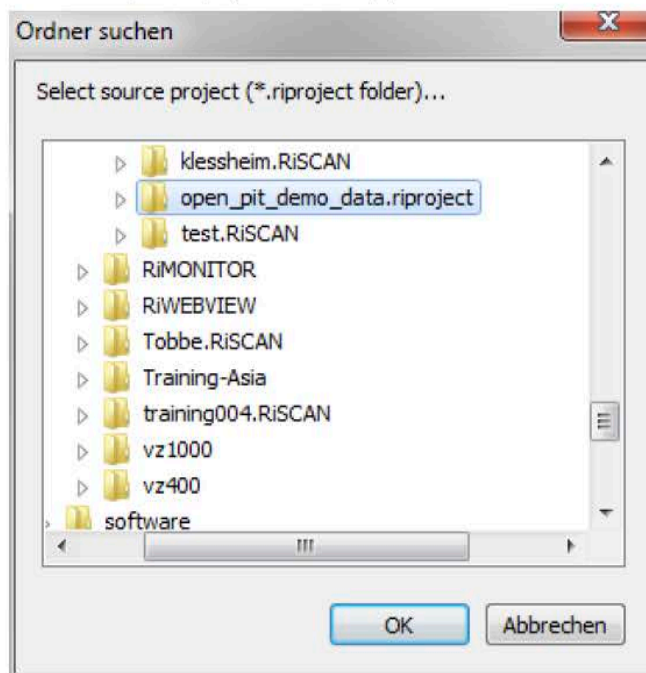 Ordner suchen
Select source project (*.riproject folder)...
klessheim.RiSCAN
open_pit_demo_data.riproject
test.RiSCAN
RiMONITOR
RiWEBVIEW
Tobbe.RiSCAN
Training-Asia
training004.RiSCAN
vz1000
vz400
software
OK Abbrechen